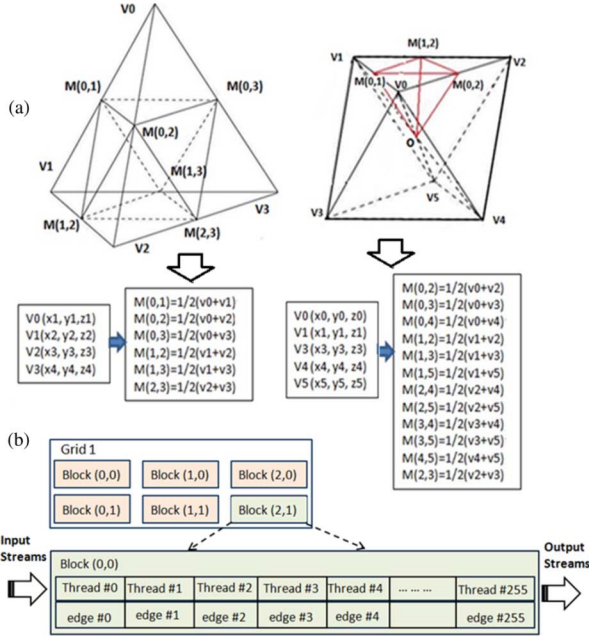 (a)
V0
M(0,1)
M(0,3)
M(0,2)
V1
M(1,3)
V3
M(1,2)
M(2,3)
V2
M(1,2)
V1
V2
M(0,1)
V0
M(0,2)
O
V5
V3
V4
V0 (x1, y1,z1)
V1(x2, y2, z2)
V2(x3, y3, z3)
V3(x4, y4, z4)
M(0,1)=1/2(v0+v1)
M(0,2)=1/2(v0+v2)
M(0,3)=1/2(v0+v3)
M(1,2)=1/2(v1+v2)
M(1,3)=1/2(v1+v3)
M(2,3)=1/2(v2+v3)
V0 (x0, y0, z0)
V1 (x1, y1, z1)
V3 (x3, y3, z3)
V4 (x4, y4, z4)
V5 (x5, y5, z5)
M(0,2)=1/2(v0+v2)
M(0,3)=1/2(v0+v3)
M(0,4)=1/2(v0+v4)
M(1,2)=1/2(v1+v2)
M(1,3)=1/2(v1+v3)
M(1,5)=1/2(v1+v5)
M(2,4)=1/2(v2+v4)
M(2,5)=1/2(v2+v5)
M(3,4)=1/2(v3+v4)
M(3,5)=1/2(v3+v5)
M(4,5)=1/2(v4+v5)
M(2,3)=1/2(v2+v3)
(b)
Grid 1
Block (0,0) Block (1,0) Block (2,0)
Block (0,1) Block (1,1) Block (2,1)
Input
Streams
Block (0,0)
Thread #0 Thread #1 Thread #2 Thread #3 Thread #4 ... ... ... Thread #255
edge #0 edge #1 edge #2 edge #3 edge #4 edge #255
Output
Streams